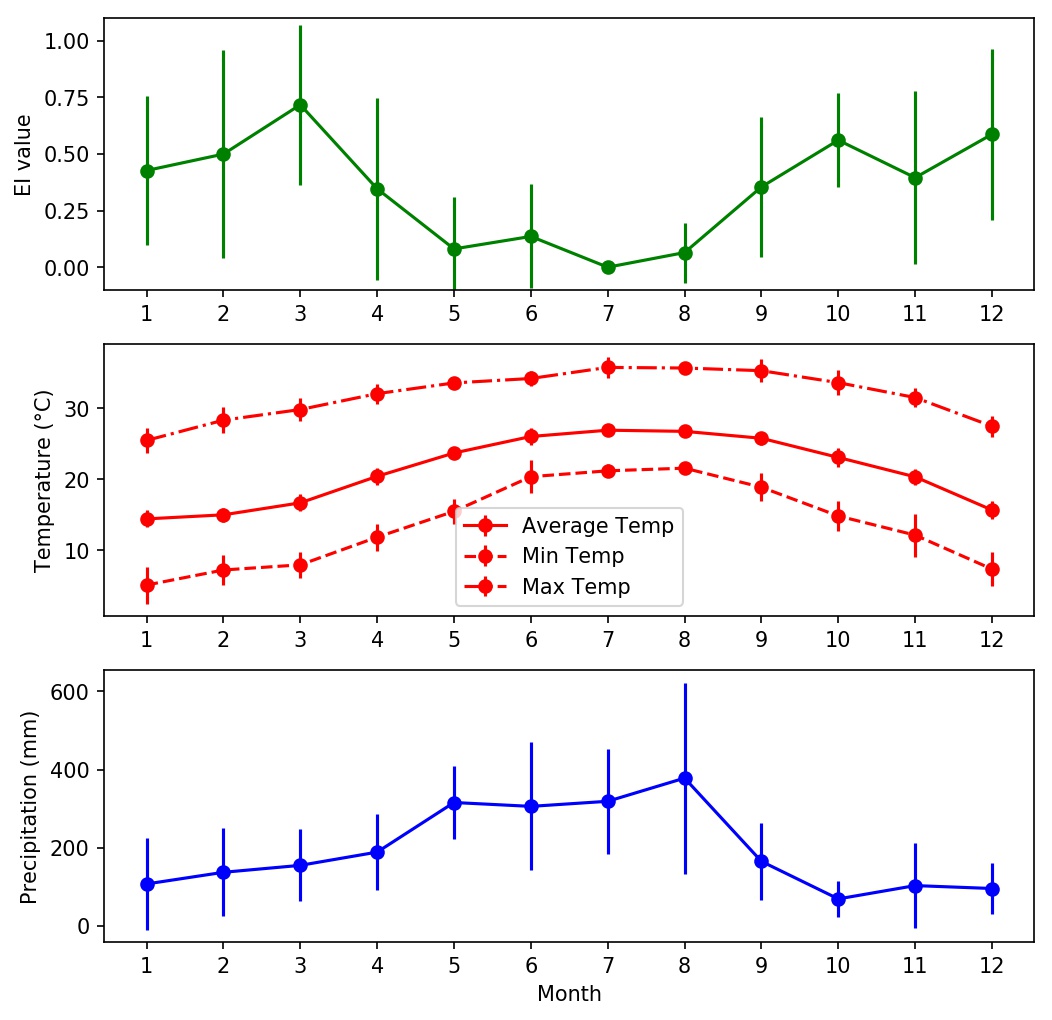 1.00
0.75
0.50
0.25
0.00
EI value
1 2 3 4 5 6 7 8 9 10 11 12
30
20
10
Temperature (°C)
Average Temp
Min Temp
Max Temp
1 2 3 4 5 6 7 8 9 10 11 12
600
400
200
0
Precipitation (mm)
1 2 3 4 5 6 7 8 9 10 11 12
Month